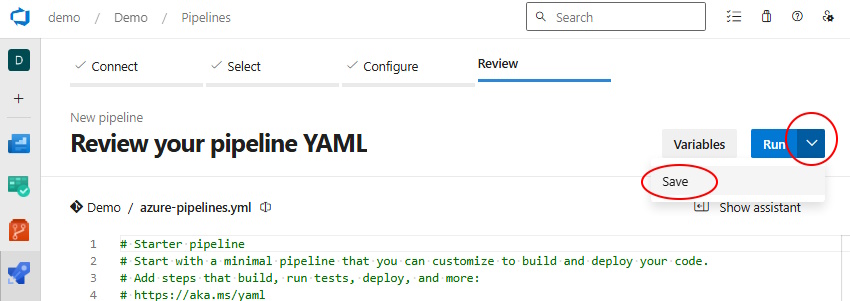 demo / Demo / Pipelines
Search
Connect
Select
Configure
Review
New pipeline
Review your pipeline YAML
Variables
Run
Save
D
Demo / azure-pipelines.yml
Show assistant
1 # Starter pipeline
2 # Start with a minimal pipeline that you can customize to build and deploy your code.
3 # Add steps that build, run tests, deploy, and more:
4 # https://aka.ms/yaml